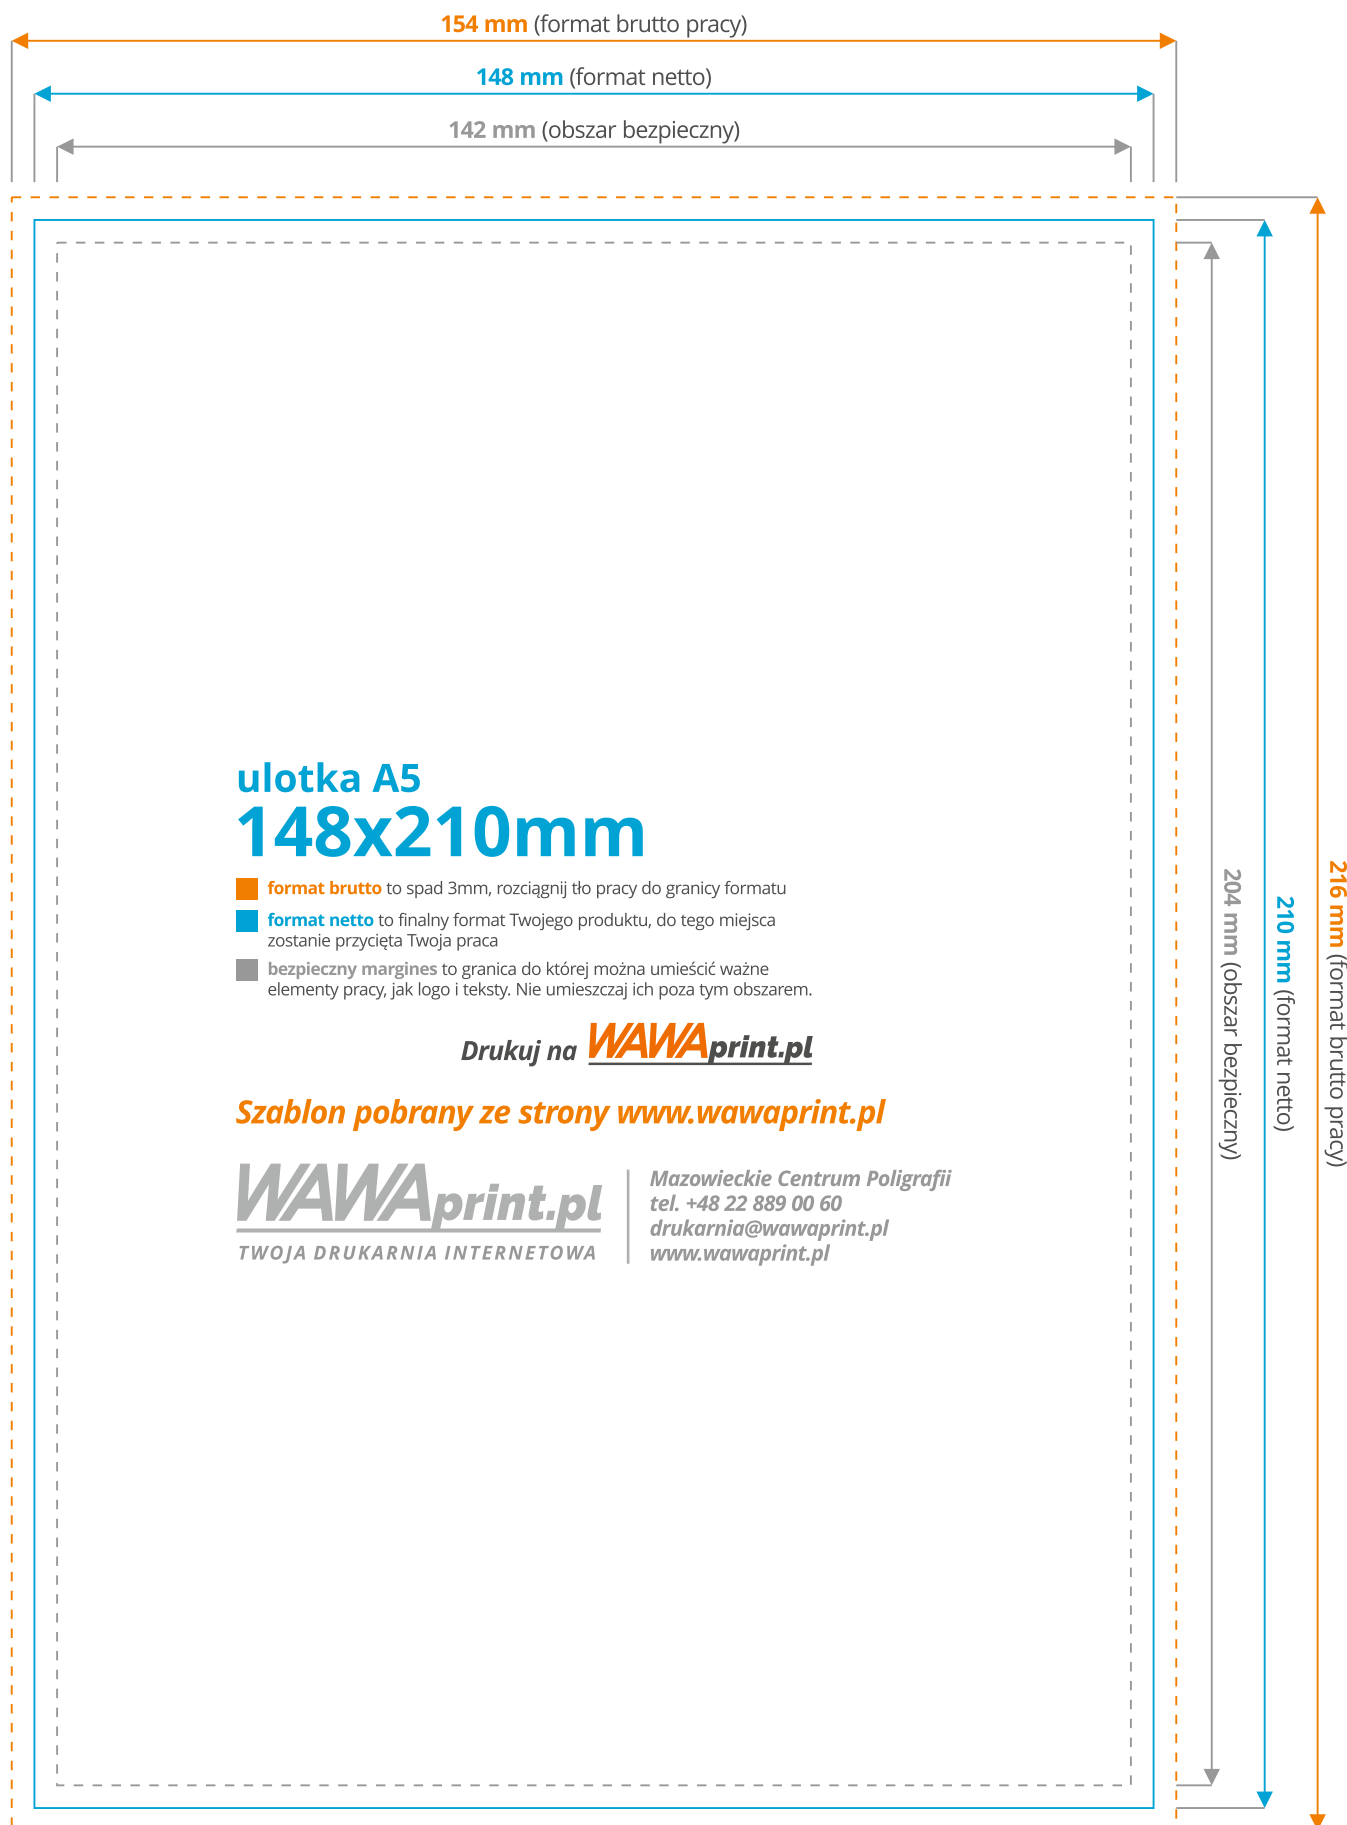 154 mm (format brutto pracy)
148 mm (format netto)
142 mm (obszar bezpieczny)
ulotka A5
148x210mm
format brutto to spad 3mm, rozciągnij tło pracy do granicy formatu
format netto to finalny format Twojego produktu, do tego miejsca
zostanie przycięta Twoja praca
bezpieczny margines to granica do której można umieścić ważne
elementy pracy, jak logo i teksty. Nie umieszczaj ich poza tym obszarem.
Drukuj na WAWAprint.pl
Szablon pobrany ze strony www.wawaprint.pl
WAWAprint.pl
TWOJA DRUKARNIA INTERNETOWA
Mazowieckie Centrum Poligrafii
tel. +48 22 889 00 60
drukarnia@wawaprint.pl
www.wawaprint.pl
204 mm (obszar bezpieczny)
210 mm (format netto)
216 mm (format brutto pracy)